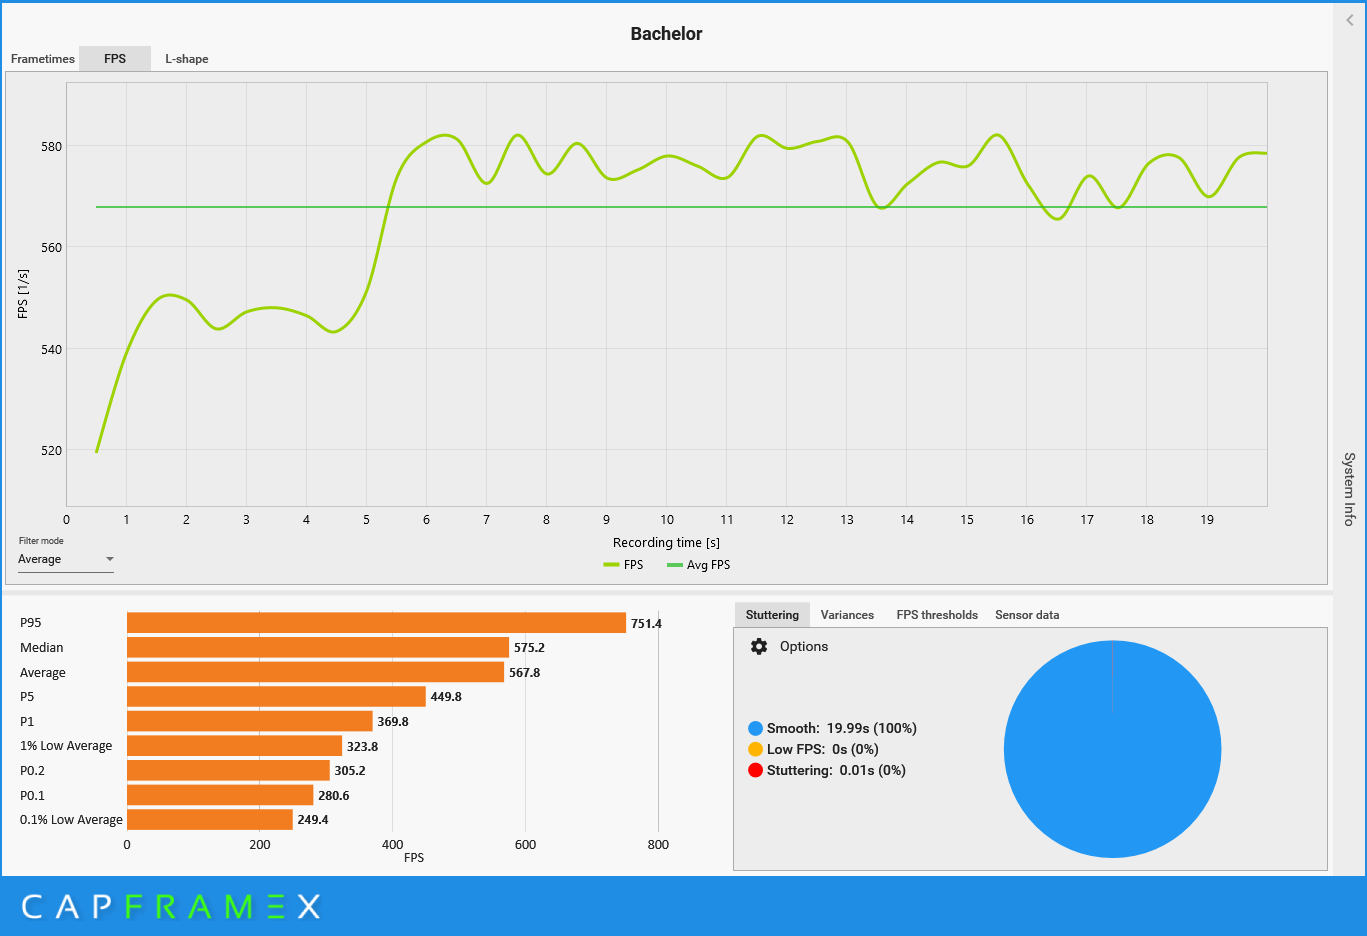 Bachelor
Frametimes FPS L-shape
580
560
540
520
FPS [1/s]
0 1 2 3 4 5 6 7 8 9 10 11 12 13 14 15 16 17 18 19
Recording time [s]
FPS Avg FPS
Filter mode
Average
System Info
P95 751.4
Median 575.2
Average 567.8
P5 449.8
P1 369.8
1% Low Average 323.8
P0.2 305.2
P0.1 280.6
0.1% Low Average 249.4
0 200 400 600 800
FPS
Stuttering Variances FPS thresholds Sensor data
Options
Smooth: 19.99s (100%)
Low FPS: 0s (0%)
Stuttering: 0.01s (0%)
CAPFRAMEX